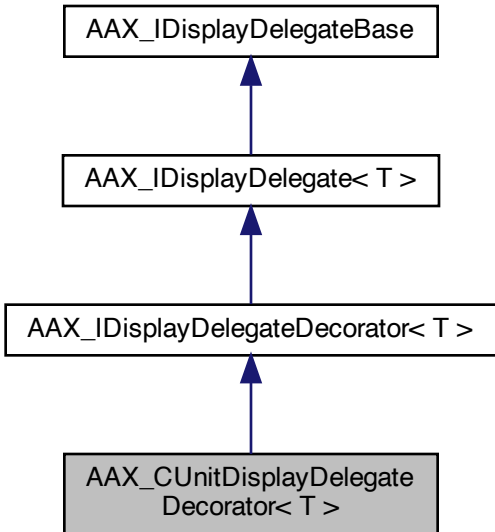 AAX_IDisplayDelegateBase
AAX_IDisplayDelegate< T >
AAX_IDisplayDelegateDecorator< T >
AAX_CUnitDisplayDelegate
Decorator< T >